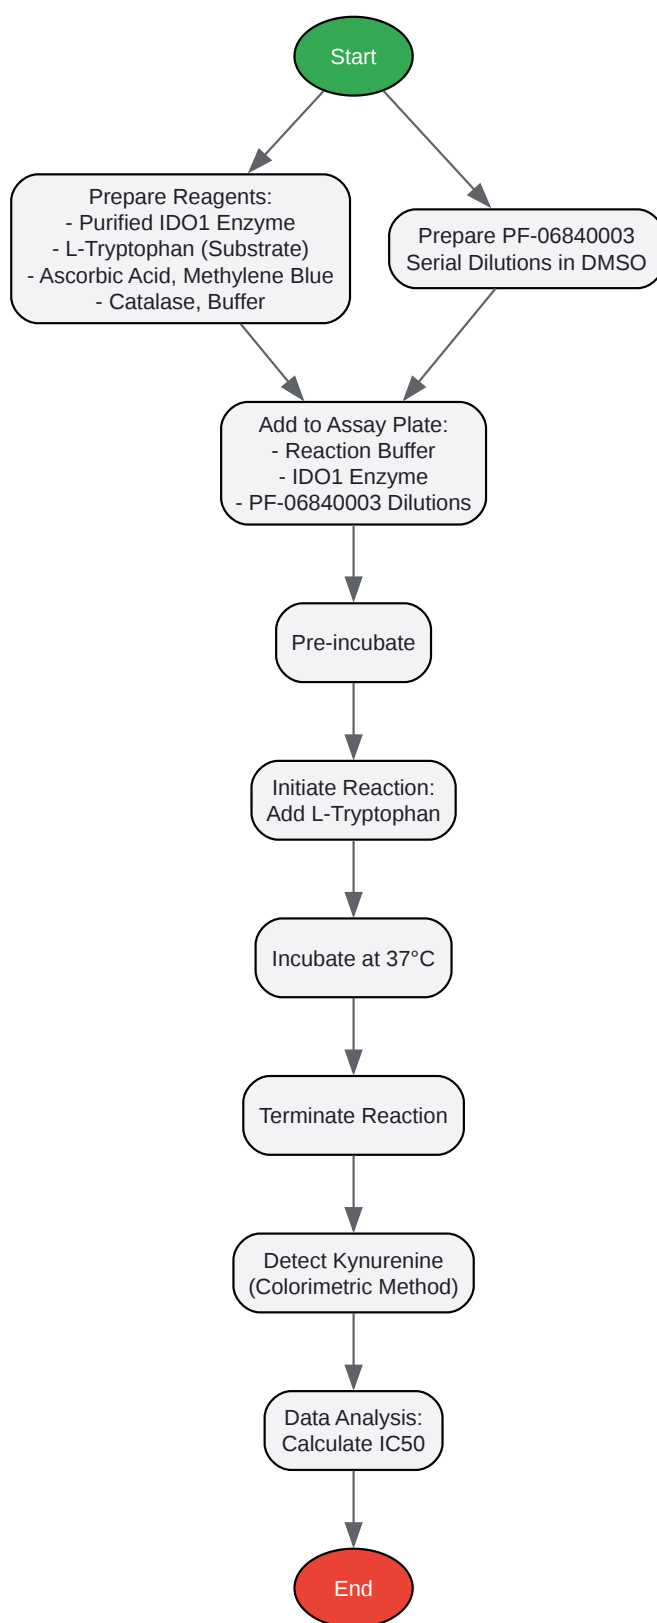 Start
Prepare Reagents:
- Purified IDO1 Enzyme
- L-Tryptophan (Substrate)
- Ascorbic Acid, Methylene Blue
- Catalase, Buffer
Prepare PF-06840003
Serial Dilutions in DMSO
Add to Assay Plate:
- Reaction Buffer
- IDO1 Enzyme
- PF-06840003 Dilutions
Pre-incubate
Initiate Reaction:
Add L-Tryptophan
Incubate at 37°C
Terminate Reaction
Detect Kynurenine
(Colorimetric Method)
Data Analysis:
Calculate IC50
End